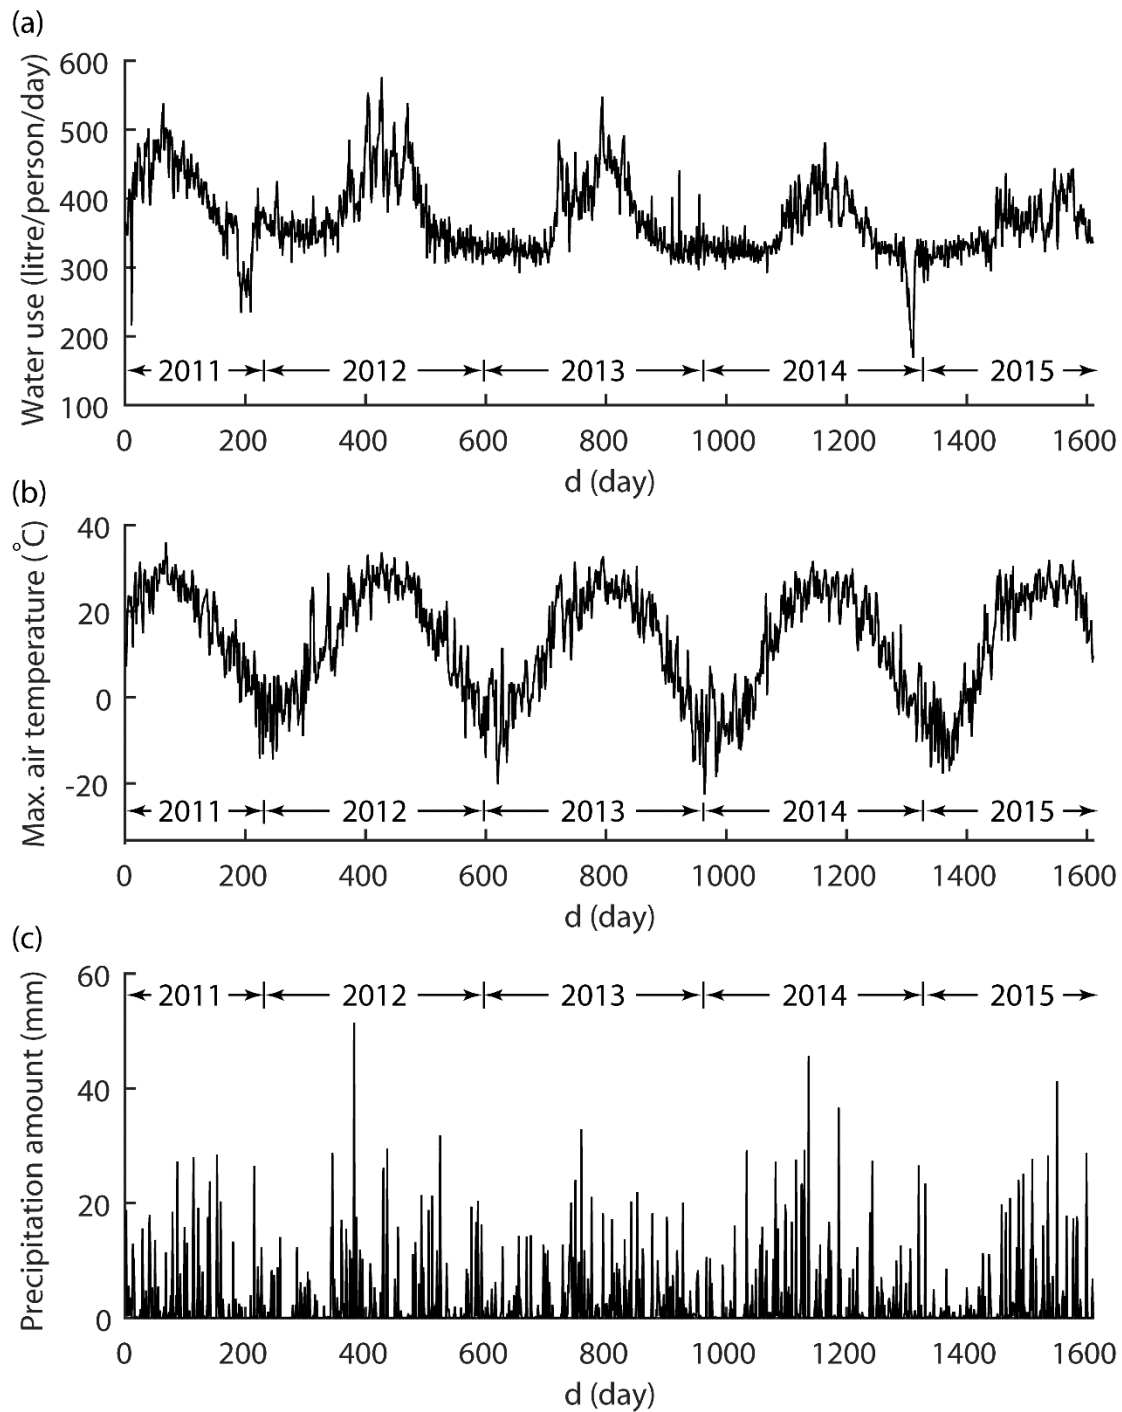 (a)
Water use (litre/person/day)
600
500
400
300
200
100
2011 2012 2013 2014 2015
0 200 400 600 800 1000 1200 1400 1600
d (day)
(b)
Max. air temperature (°C)
40
20
0
-20
2011 2012 2013 2014 2015
0 200 400 600 800 1000 1200 1400 1600
d (day)
(c)
Precipitation amount (mm)
60
40
20
0
2011 2012 2013 2014 2015
0 200 400 600 800 1000 1200 1400 1600
d (day)